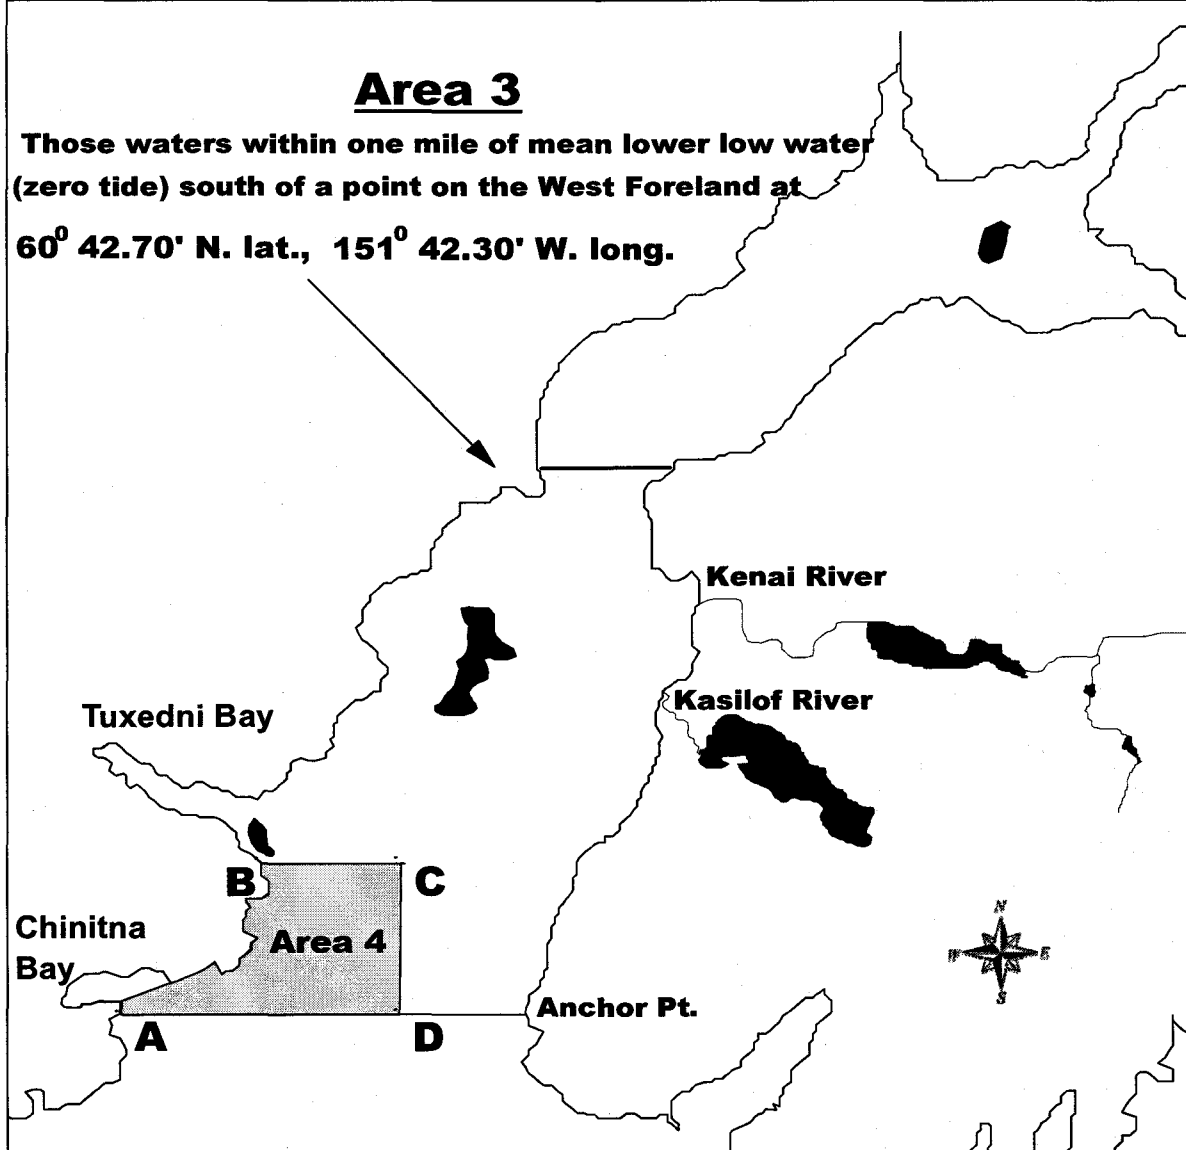 Area 3
Those waters within one mile of mean lower low water
(zero tide) south of a point on the West Foreland at
60⁰ 42.70' N. lat., 151⁰ 42.30' W. long.
Kenai River
Kasilof River
Tuxedni Bay
B
C
Chinitna
Bay
Area 4
N
W
E
S
Anchor Pt.
A
D